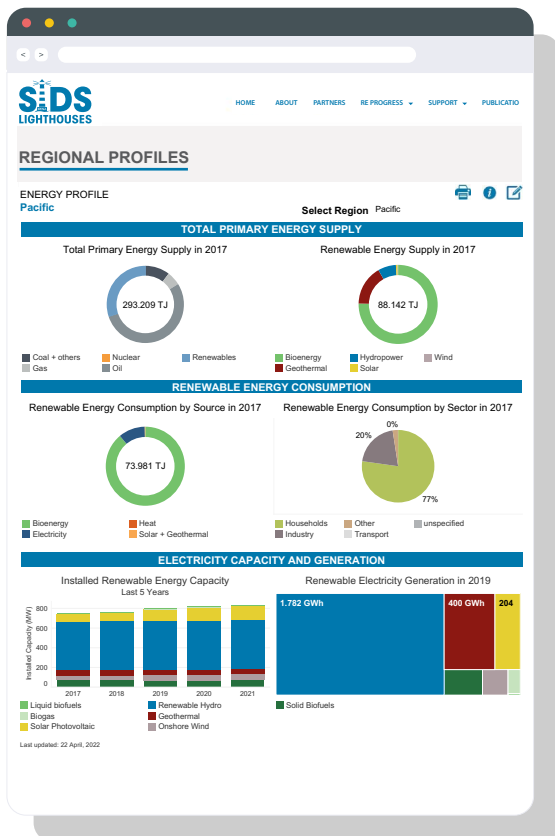 < >
SIDS
LIGHTHOUSES
HOME ABOUT PARTNERS RE PROGRESS SUPPORT PUBLICATIO
REGIONAL PROFILES
ENERGY PROFILE
Pacific
Select Region Pacific
TOTAL PRIMARY ENERGY SUPPLY
Total Primary Energy Supply in 2017
293.209 TJ
Coal + others Nuclear Renewables
Gas Oil
Renewable Energy Supply in 2017
88.142 TJ
Bioenergy Hydropower Wind
Geothermal Solar
RENEWABLE ENERGY CONSUMPTION
Renewable Energy Consumption by Source in 2017
73.981 TJ
Bioenergy Heat
Electricity Solar + Geothermal
Renewable Energy Consumption by Sector in 2017
0%
20%
77%
Households Other unspecified
Industry Transport
ELECTRICITY CAPACITY AND GENERATION
Installed Renewable Energy Capacity
Last 5 Years
Installed Capacity (MW)
800
600
400
200
0
2017 2018 2019 2020 2021
Liquid biofuels Renewable Hydro
Biogas Geothermal
Solar Photovoltaic Onshore Wind
Renewable Electricity Generation in 2019
1.782 GWh 400 GWh 204
Solid Biofuels
Last updated: 22 April, 2022